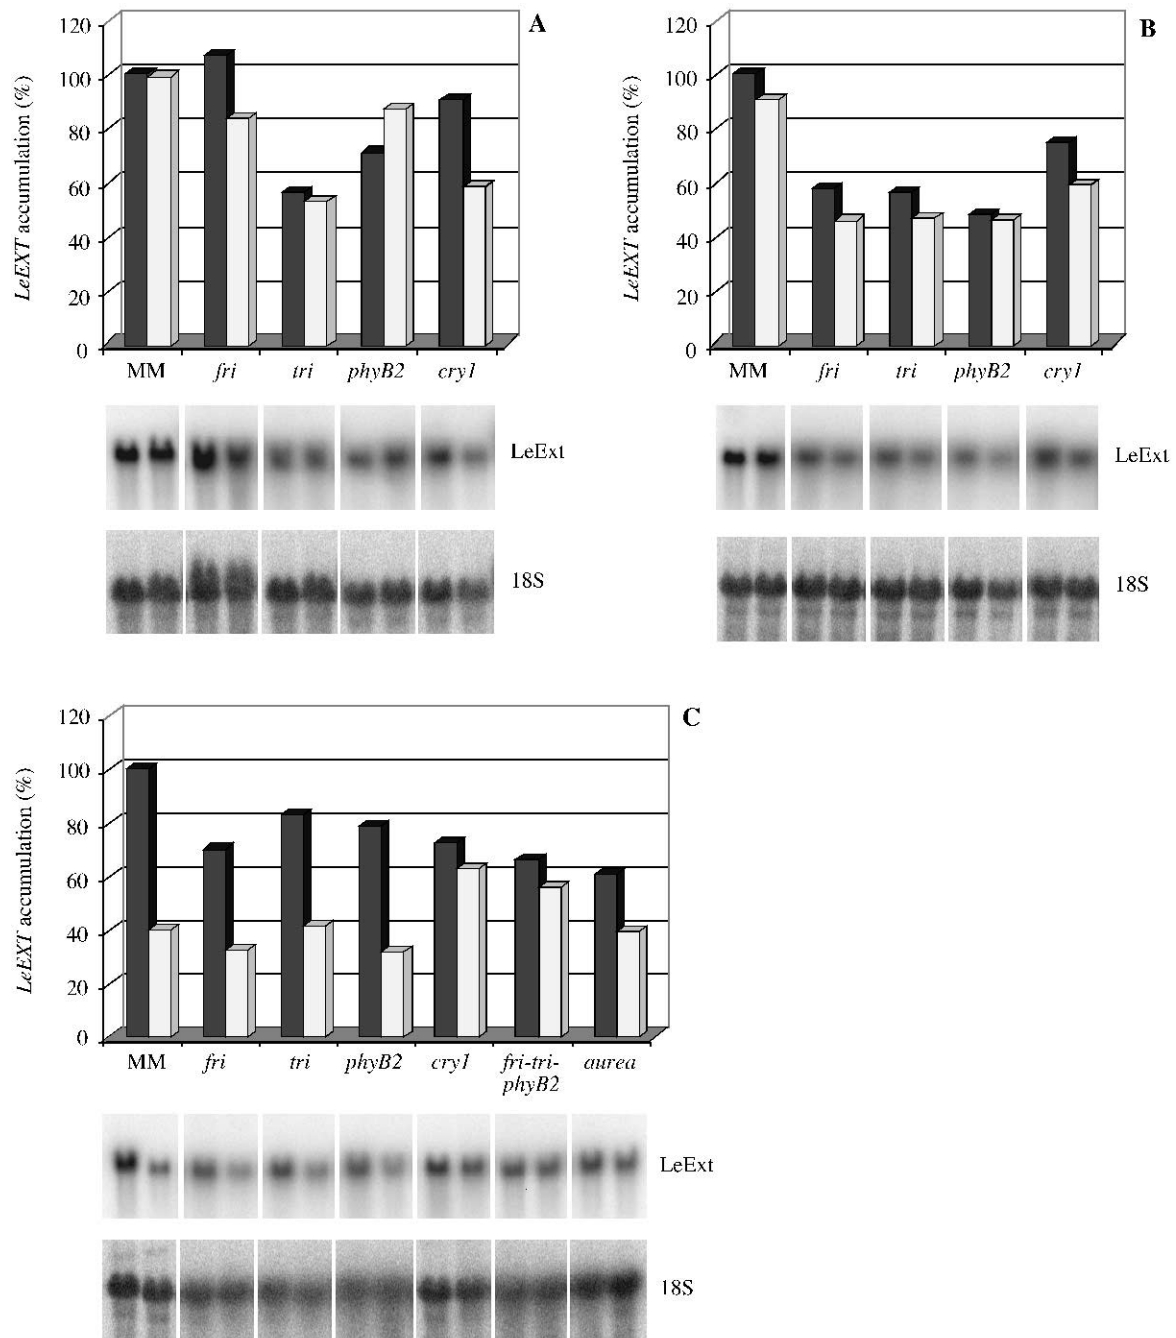 A
LeEXT accumulation (%)
120
100
80
60
40
20
0
MM fri tri phyB2 cry1
LeExt
18S
B
LeEXT accumulation (%)
120
100
80
60
40
20
0
MM fri tri phyB2 cry1
LeExt
18S
C
LeEXT accumulation (%)
120
100
80
60
40
20
0
MM fri tri phyB2 cry1 fri-tri- aurea
phyB2
LeExt
18S